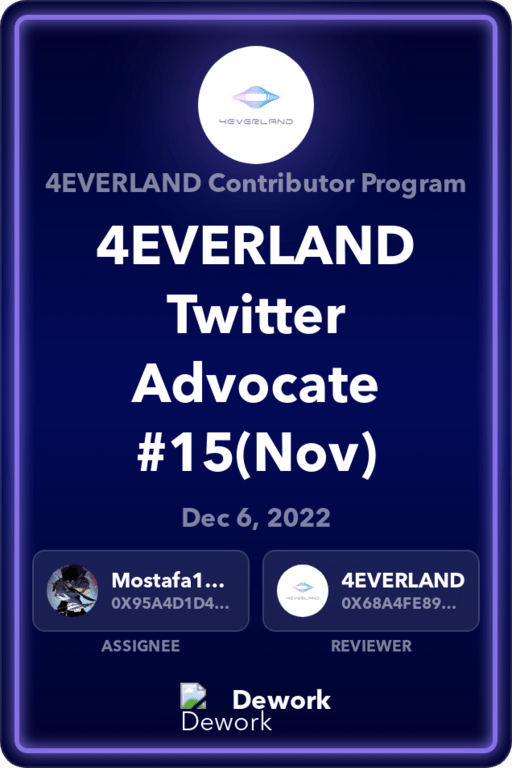 4EVERLAND
4EVERLAND Contributor Program
4EVERLAND
Twitter
Advocate
#15(Nov)
Dec 6, 2022
Mostafa1...
0X95A4D1D4...
ASSIGNEE
4EVERLAND
0X68A4FE89...
REVIEWER
Dework
Dework